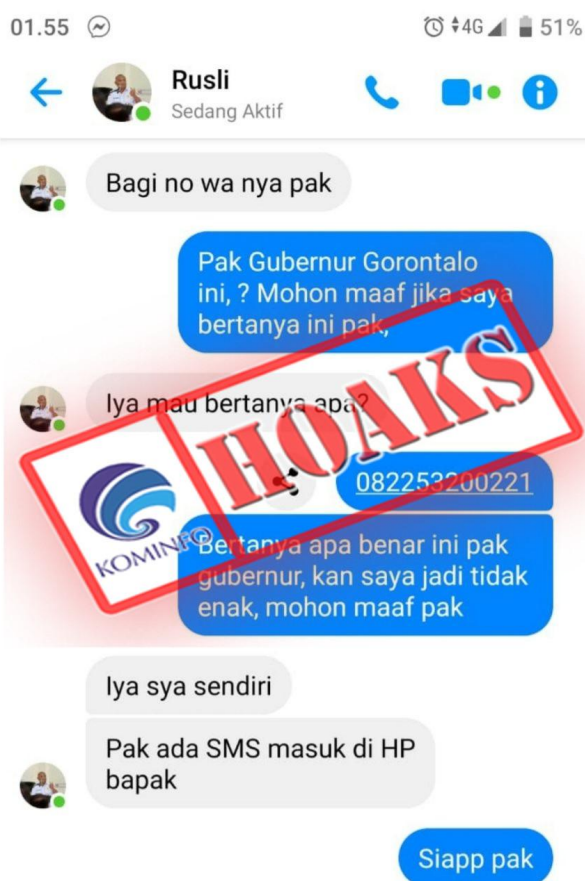 01.55
4G 51%
Rusli
Sedang Aktif
Bagi no wa nya pak
Pak Gubernur Gorontalo
ini, ? Mohon maaf jika saya
bertanya ini pak,
Iya mau bertanya apa?
HOAKS
KOMINFO
082253200221
Bertanya apa benar ini pak
gubernur, kan saya jadi tidak
enak, mohon maaf pak
Iya sya sendiri
Pak ada SMS masuk di HP
bapak
Siapp pak